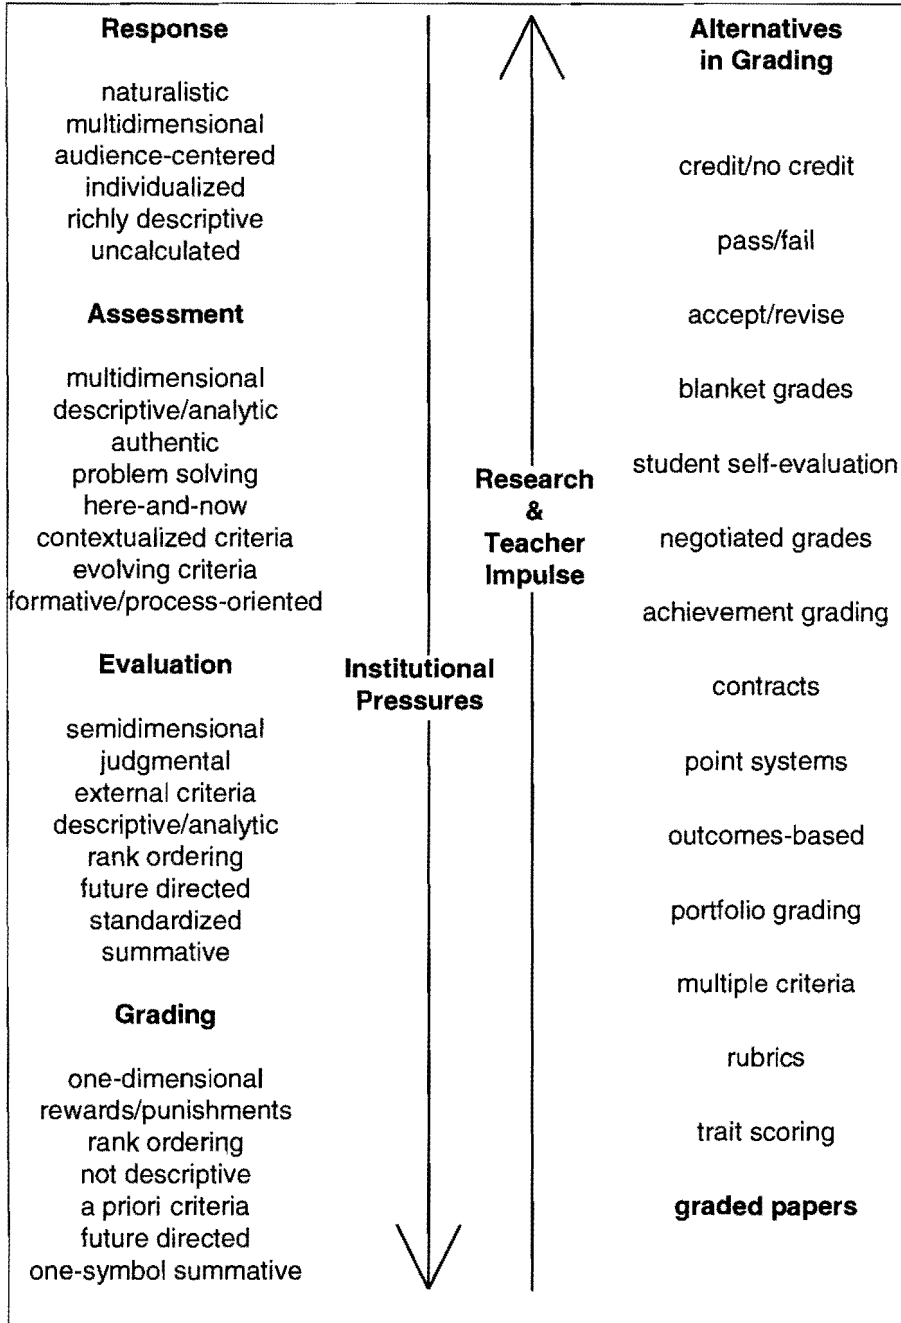 Response
naturalistic
multidimensional
audience-centered
individualized
richly descriptive
uncalculated
Assessment
multidimensional
descriptive/analytic
authentic
problem solving
here-and-now
contextualized criteria
evolving criteria
formative/process-oriented
Evaluation
semidimensional
judgmental
external criteria
descriptive/analytic
rank ordering
future directed
standardized
summative
Grading
one-dimensional
rewards/punishments
rank ordering
not descriptive
a priori criteria
future directed
one-symbol summative
Institutional
Pressures
Research
&
Teacher
Impulse
Alternatives
in Grading
credit/no credit
pass/fail
accept/revise
blanket grades
student self-evaluation
negotiated grades
achievement grading
contracts
point systems
outcomes-based
portfolio grading
multiple criteria
rubrics
trait scoring
graded papers